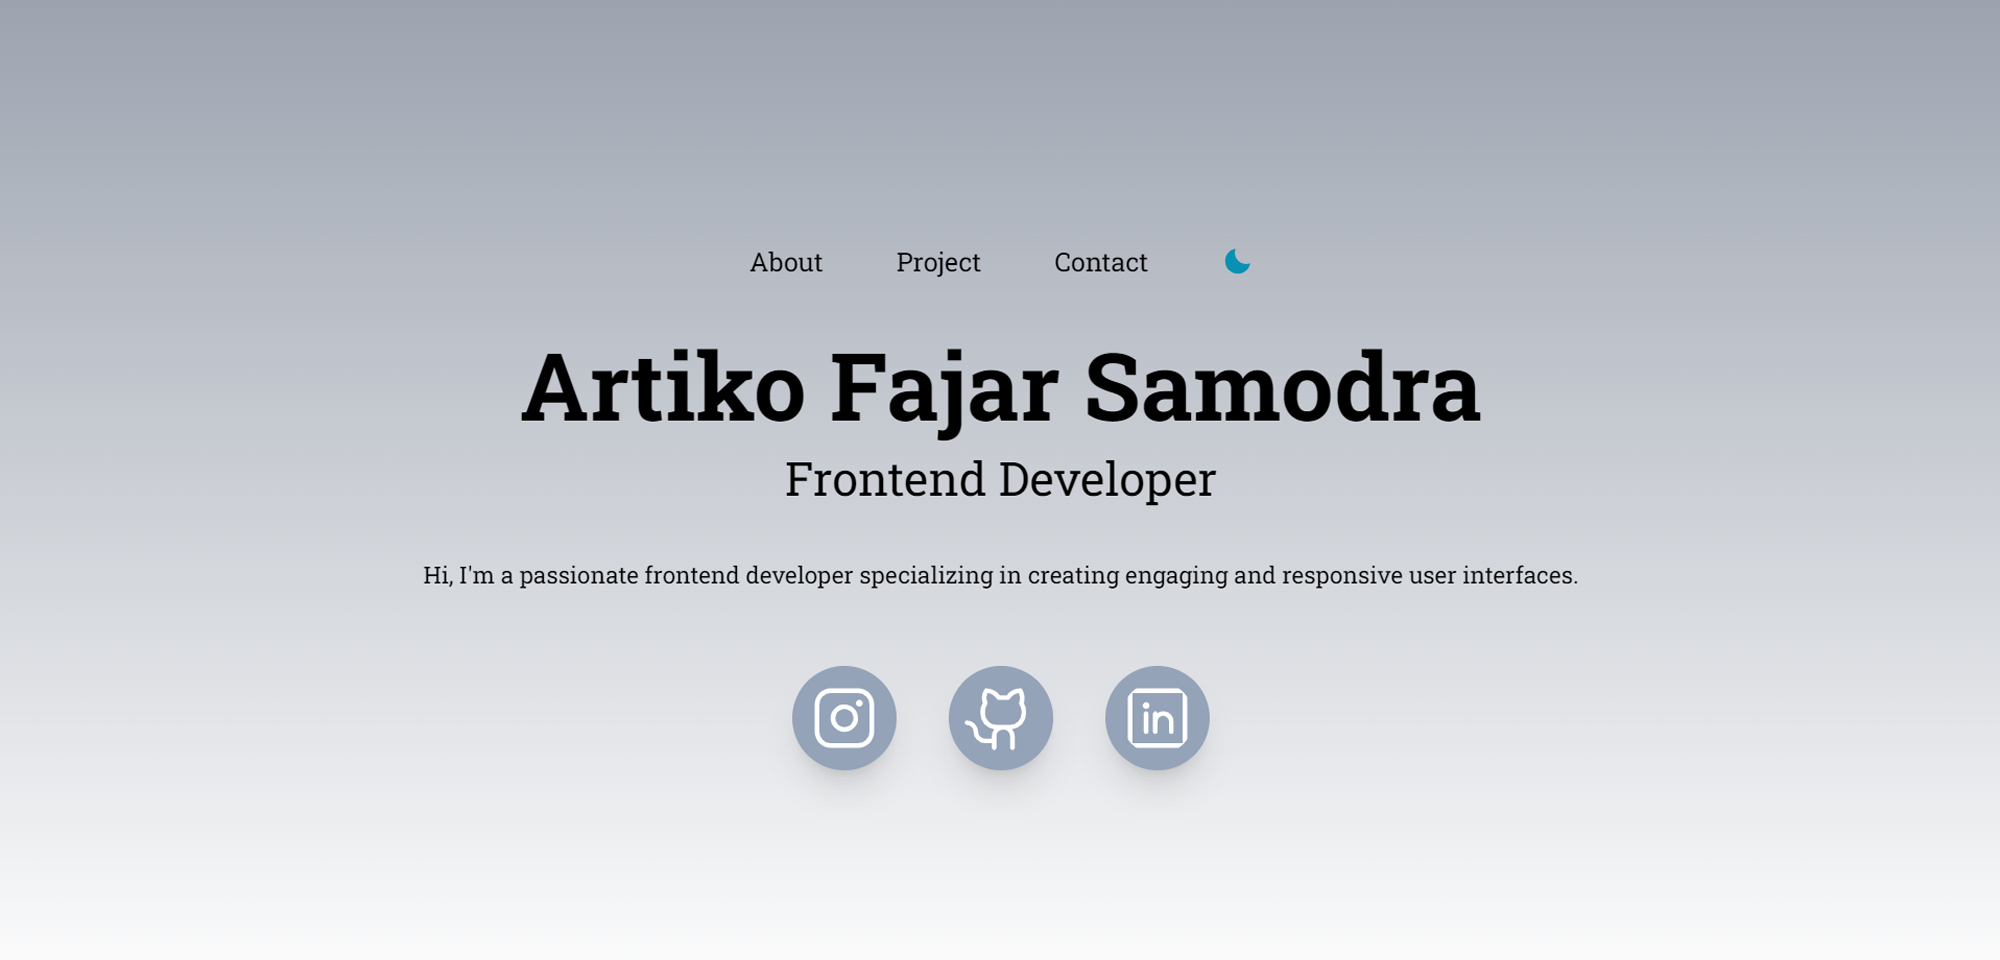 About Project Contact
Artiko Fajar Samodra
Frontend Developer
Hi, I'm a passionate frontend developer specializing in creating engaging and responsive user interfaces.
in